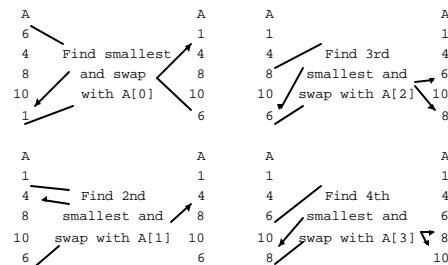 A A
6 1
4 Find smallest 4
8 and swap 8
10 with A[0] 10
1 6
A A
1 1
4 Find 3rd 4
8 smallest and 6
10 swap with A[2] 10
6 8
A A
1 1
4 Find 2nd 4
8 smallest and 8
10 swap with A[1] 10
6 6
A A
1 1
4 Find 4th 4
6 smallest and 6
10 swap with A[3] 8
8 10